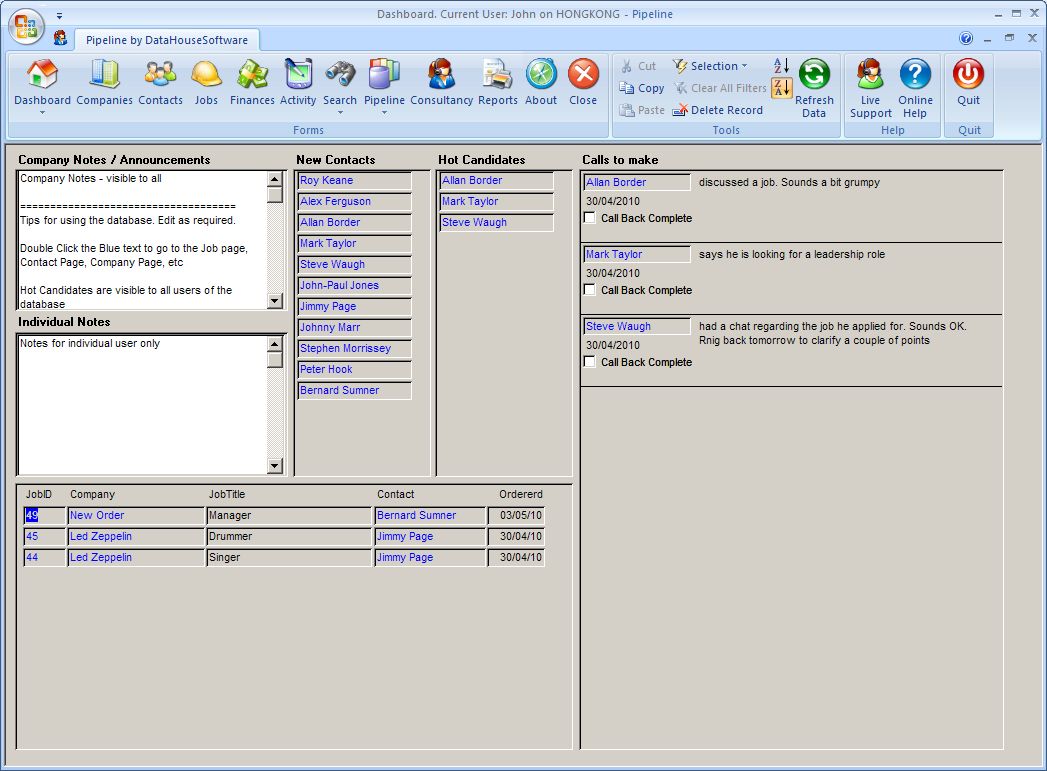 Dashboard. Current User: John on HONGKONG - Pipeline
Pipeline by DataHouseSoftware
Dashboard Companies Contacts Jobs Finances Activity Search Pipeline Consultancy Reports About Close
Forms
Cut Selection
Copy Clear All Filters
Paste Delete Record
Refresh Data
Tools
Live Support Online Help
Help
Quit
Quit
Company Notes / Announcements
Company Notes - visible to all
====================================
Tips for using the database. Edit as required.
Double Click the Blue text to go to the Job page,
Contact Page, Company Page, etc
Hot Candidates are visible to all users of the
database
Individual Notes
Notes for individual user only
New Contacts
Roy Keane
Alex Ferguson
Allan Border
Mark Taylor
Steve Waugh
John-Paul Jones
Jimmy Page
Johnny Marr
Stephen Morrissey
Peter Hook
Bernard Sumner
Hot Candidates
Allan Border
Mark Taylor
Steve Waugh
Calls to make
Allan Border discussed a job. Sounds a bit grumpy
30/04/2010
Call Back Complete
Mark Taylor says he is looking for a leadership role
30/04/2010
Call Back Complete
Steve Waugh had a chat regarding the job he applied for. Sounds OK.
30/04/2010 Rnig back tomorrow to clarify a couple of points
Call Back Complete
JobID Company JobTitle Contact Ordererd
49 New Order Manager Bernard Sumner 03/05/10
45 Led Zeppelin Drummer Jimmy Page 30/04/10
44 Led Zeppelin Singer Jimmy Page 30/04/10